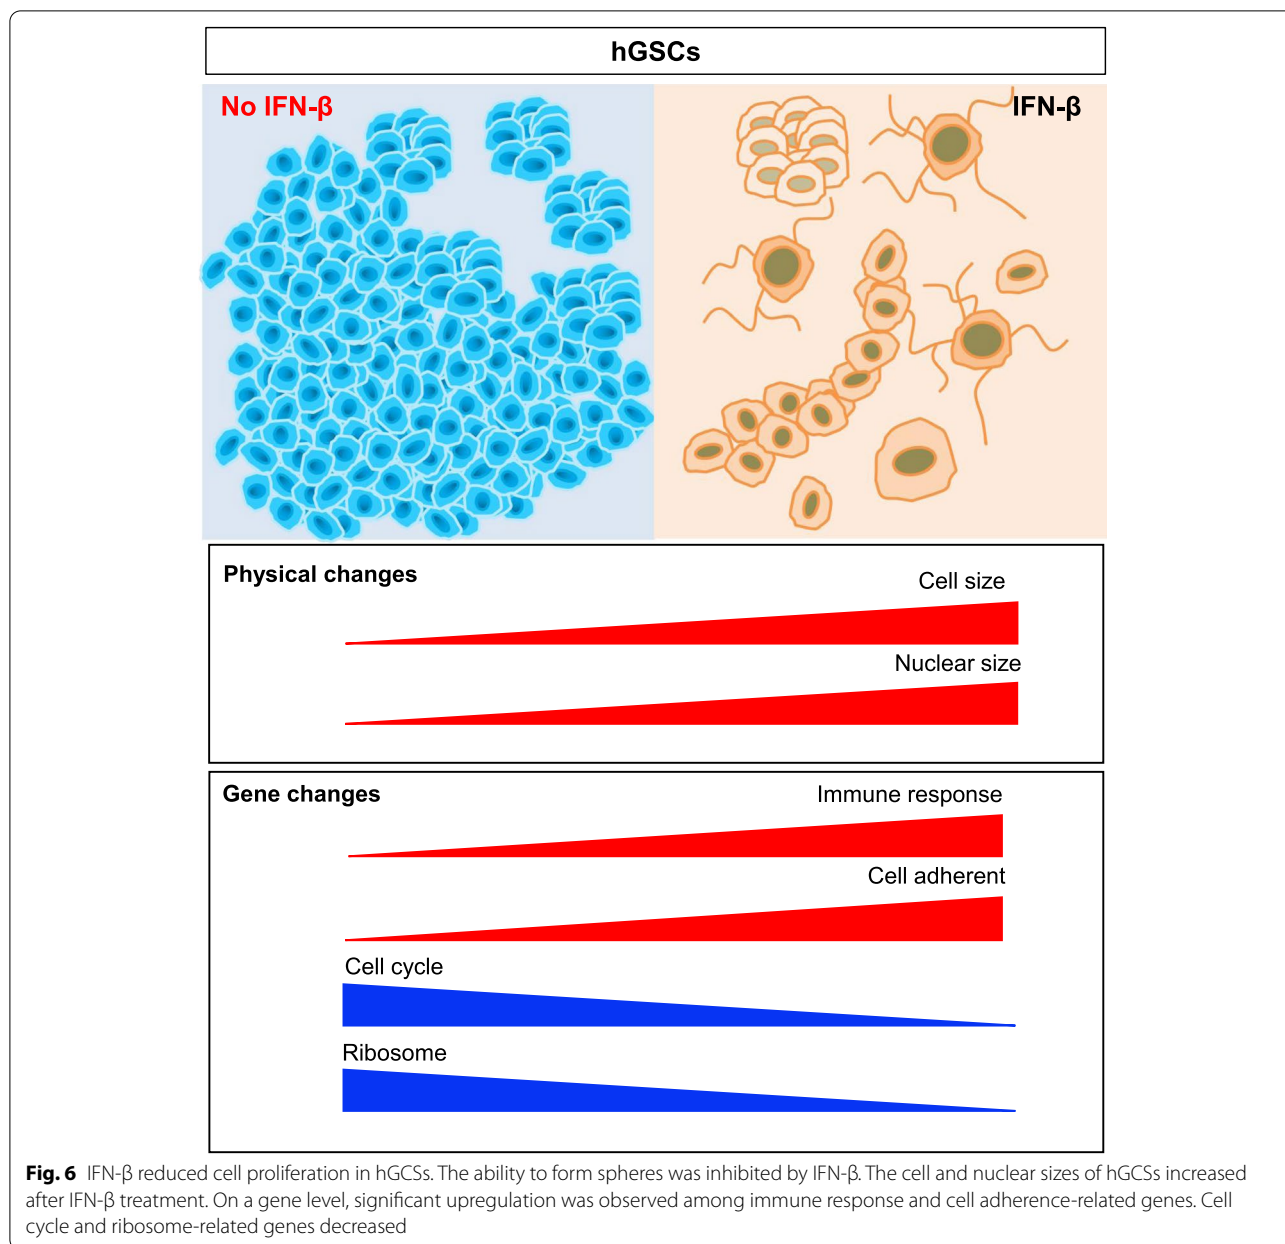 hGSCs
No IFN-β
IFN-β
Physical changes
Cell size
Nuclear size
Gene changes
Immune response
Cell adherent
Cell cycle
Ribosome
Fig. 6 IFN-β reduced cell proliferation in hGCSs. The ability to form spheres was inhibited by IFN-β. The cell and nuclear sizes of hGCSs increased
after IFN-β treatment. On a gene level, significant upregulation was observed among immune response and cell adherence-related genes. Cell
cycle and ribosome-related genes decreased